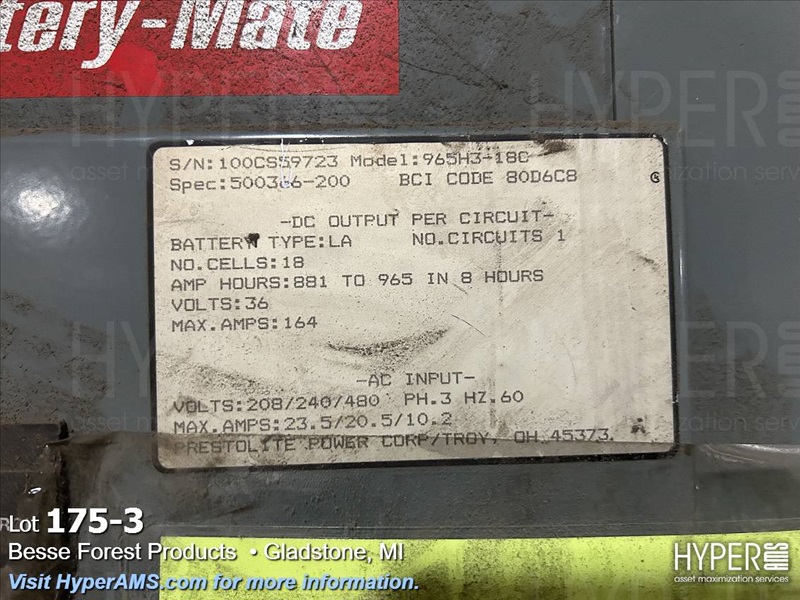 tery-Mate
S/N:100CS59723 Model:965H3-18C
Spec:500366-200 BCI CODE 80D6C8
-DC OUTPUT PER CIRCUIT-
BATTERY TYPE:LA NO.CIRCUITS 1
NO.CELLS:18
AMP HOURS:881 TO 965 IN 8 HOURS
VOLTS:36
MAX.AMPS:164
-AC INPUT-
VOLTS:208/240/480 PH.3 HZ.60
MAX.AMPS:23.5/20.5/10.2
PRESTOLITE POWER CORP/TROY, OH 45373
Lot 175-3
Besse Forest Products • Gladstone, MI
Visit HyperAMS.com for more information.
HYPER AMS
asset maximization services